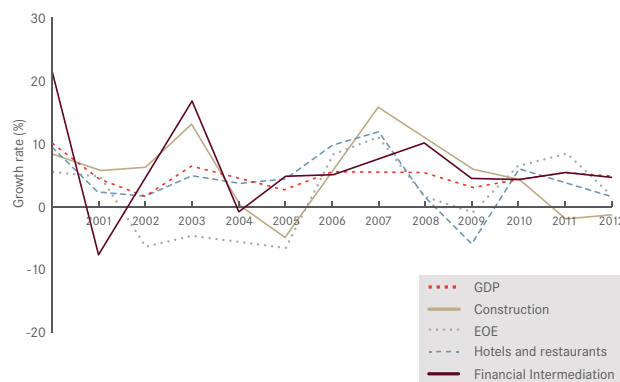 30
20
10
0
-10
-20
Growth rate (%)
2001 2002 2003 2004 2005 2006 2007 2008 2009 2010 2011 2012
GDP
Construction
EOE
Hotels and restaurants
Financial Intermediation